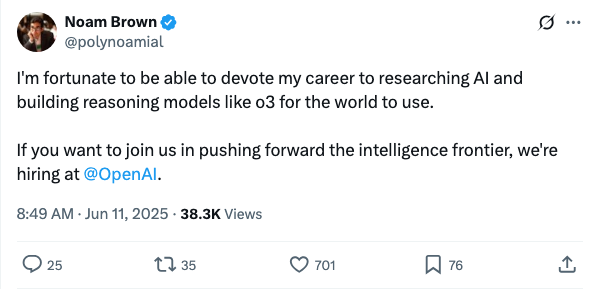 Noam Brown
@polynoamial
I'm fortunate to be able to devote my career to researching AI and
building reasoning models like o3 for the world to use.
If you want to join us in pushing forward the intelligence frontier, we're
hiring at @OpenAI.
8:49 AM · Jun 11, 2025 · 38.3K Views
25 35 701 76